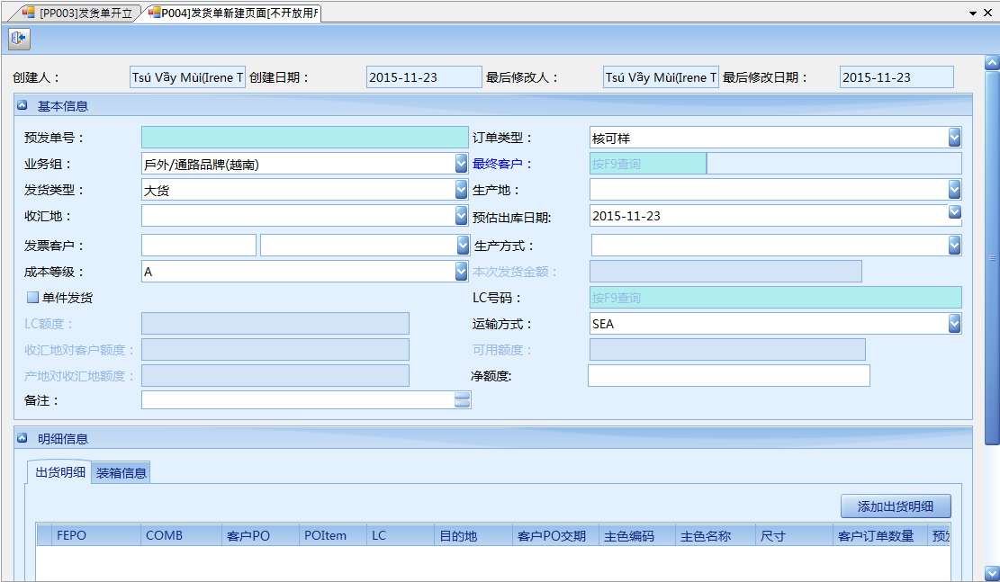 [PP003]发货单开立
P004]发货单新建页面[不开放用
创建人： Tsú Vầy Mùi(Irene T 创建日期： 2015-11-23 最后修改人： Tsú Vầy Mùi(Irene T 最后修改日期： 2015-11-23
基本信息
预发单号： 订单类型： 核可样
业务组： 戶外/通路品牌(越南) 最终客户： 按F9查询
发货类型： 大货 生产地：
收汇地： 预估出库日期: 2015-11-23
发票客户： 生产方式：
成本等级： A 本次发货金额：
单件发货 LC号码： 按F9查询
LC额度： 运输方式： SEA
收汇地对客户额度： 可用额度：
产地对收汇地额度： 净额度:
备注：
明细信息
出货明细 装箱信息
添加出货明细
FEPO COMB 客户PO POItem LC 目的地 客户PO交期 主色编码 主色名称 尺寸 客户订单数量 预